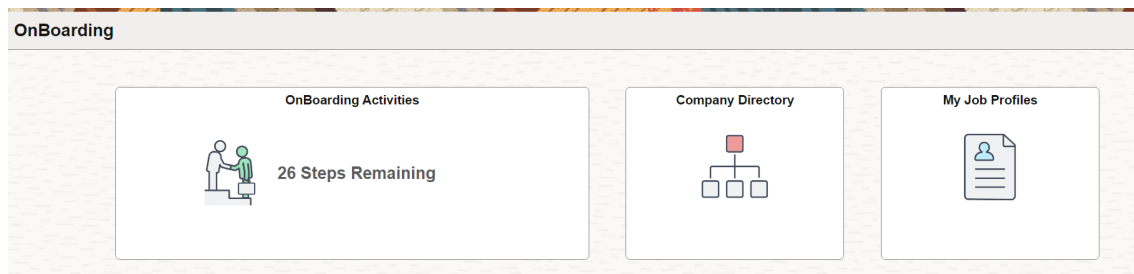 OnBoarding
OnBoarding Activities
26 Steps Remaining
Company Directory
My Job Profiles